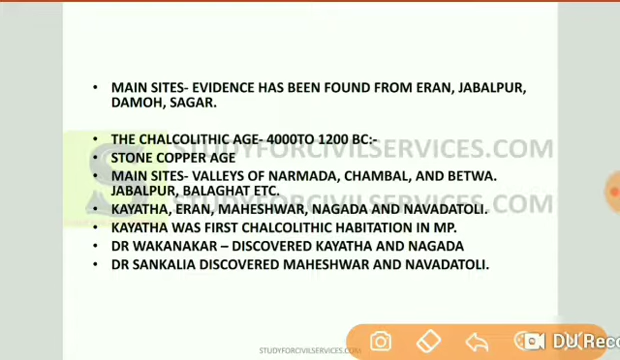 • MAIN SITES- EVIDENCE HAS BEEN FOUND FROM ERAN, JABALPUR,
DAMOH, SAGAR.
• THE CHALCOLITHIC AGE- 4000TO 1200 BC:-
STUDYFORCIVILSERVICES.COM
• STONE COPPER AGE
• MAIN SITES- VALLEYS OF NARMADA, CHAMBAL, AND BETWA.
JABALPUR, BALAGHAT ETC.
• KAYATHA, ERAN, MAHESHWAR, NAGADA AND NAVADATOLI.
STUDYFORCIVILSERVICES.COM
• KAYATHA WAS FIRST CHALCOLITHIC HABITATION IN MP.
• DR WAKANAKAR – DISCOVERED KAYATHA AND NAGADA
• DR SANKALIA DISCOVERED MAHESHWAR AND NAVADATOLI.
STUDYFORCIVILSERVICES.COM
DU Reco